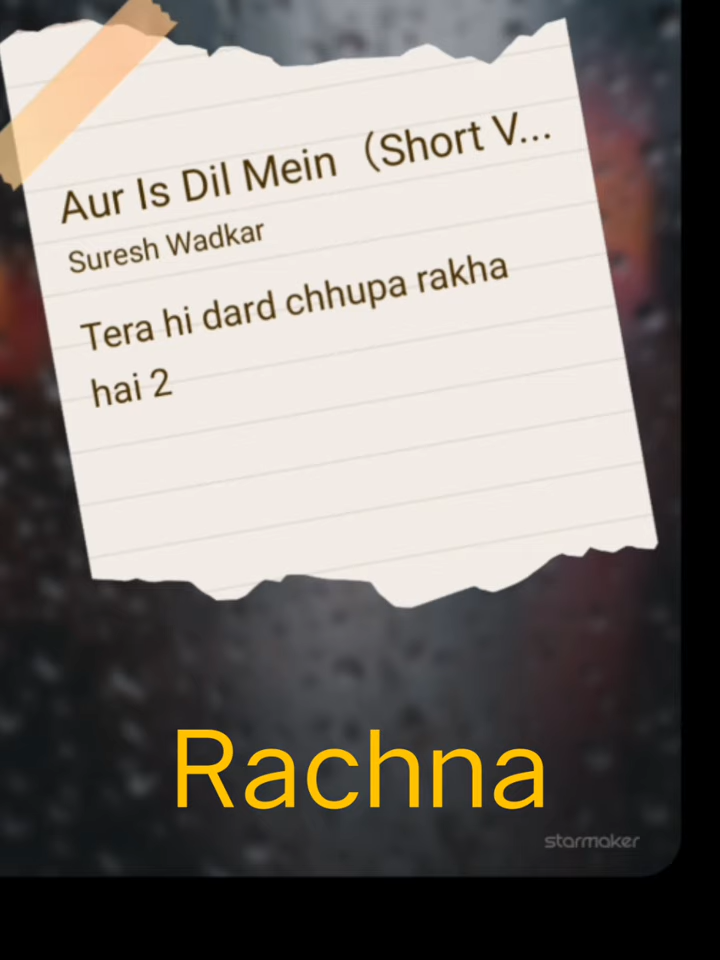 Aur Is Dil Mein（Short V...
Suresh Wadkar
Tera hi dard chhupa rakha
hai 2
Rachna
starmaker